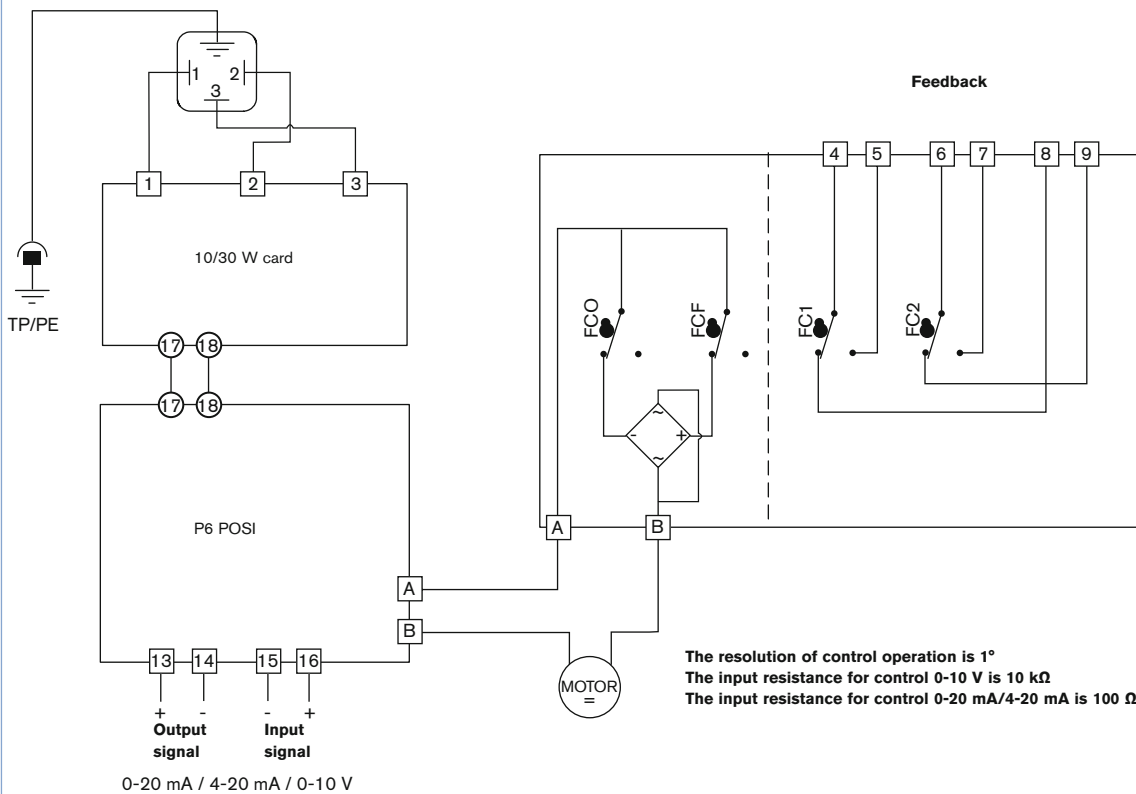 1 2
3
Feedback
1 2 3
4 5 6 7 8 9
10/30 W card
TP/PE
FCO
FCF
FC1
FC2
17 18
17 18
~
- +
~
P6 POSI
A B
A
B
13 14 15 16
+ - - +
Output signal
Input signal
0-20 mA / 4-20 mA / 0-10 V
MOTOR
=
The resolution of control operation is 1°
The input resistance for control 0-10 V is 10 kΩ
The input resistance for control 0-20 mA/4-20 mA is 100 Ω